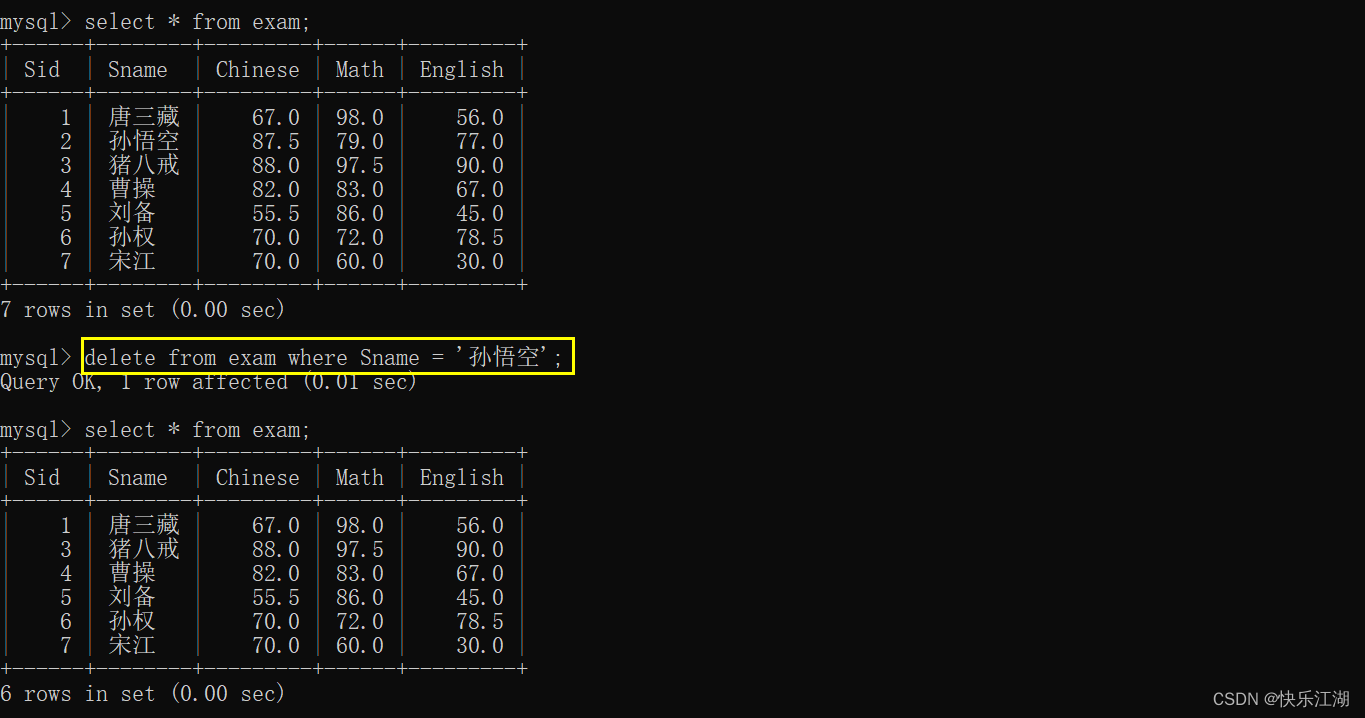 mysql> select * from exam;
+------+--------+---------+------+---------+
| Sid  | Sname  | Chinese | Math | English |
+------+--------+---------+------+---------+
|    1 | 唐三藏 |    67.0 | 98.0 |    56.0 |
|    2 | 孙悟空 |    87.5 | 79.0 |    77.0 |
|    3 | 猪八戒 |    88.0 | 97.5 |    90.0 |
|    4 | 曹操   |    82.0 | 83.0 |    67.0 |
|    5 | 刘备   |    55.5 | 86.0 |    45.0 |
|    6 | 孙权   |    70.0 | 72.0 |    78.5 |
|    7 | 宋江   |    70.0 | 60.0 |    30.0 |
+------+--------+---------+------+---------+
7 rows in set (0.00 sec)
mysql> delete from exam where Sname = '孙悟空';
Query OK, 1 row affected (0.01 sec)
mysql> select * from exam;
+------+--------+---------+------+---------+
| Sid  | Sname  | Chinese | Math | English |
+------+--------+---------+------+---------+
|    1 | 唐三藏 |    67.0 | 98.0 |    56.0 |
|    3 | 猪八戒 |    88.0 | 97.5 |    90.0 |
|    4 | 曹操   |    82.0 | 83.0 |    67.0 |
|    5 | 刘备   |    55.5 | 86.0 |    45.0 |
|    6 | 孙权   |    70.0 | 72.0 |    78.5 |
|    7 | 宋江   |    70.0 | 60.0 |    30.0 |
+------+--------+---------+------+---------+
6 rows in set (0.00 sec)
CSDN @快乐江湖